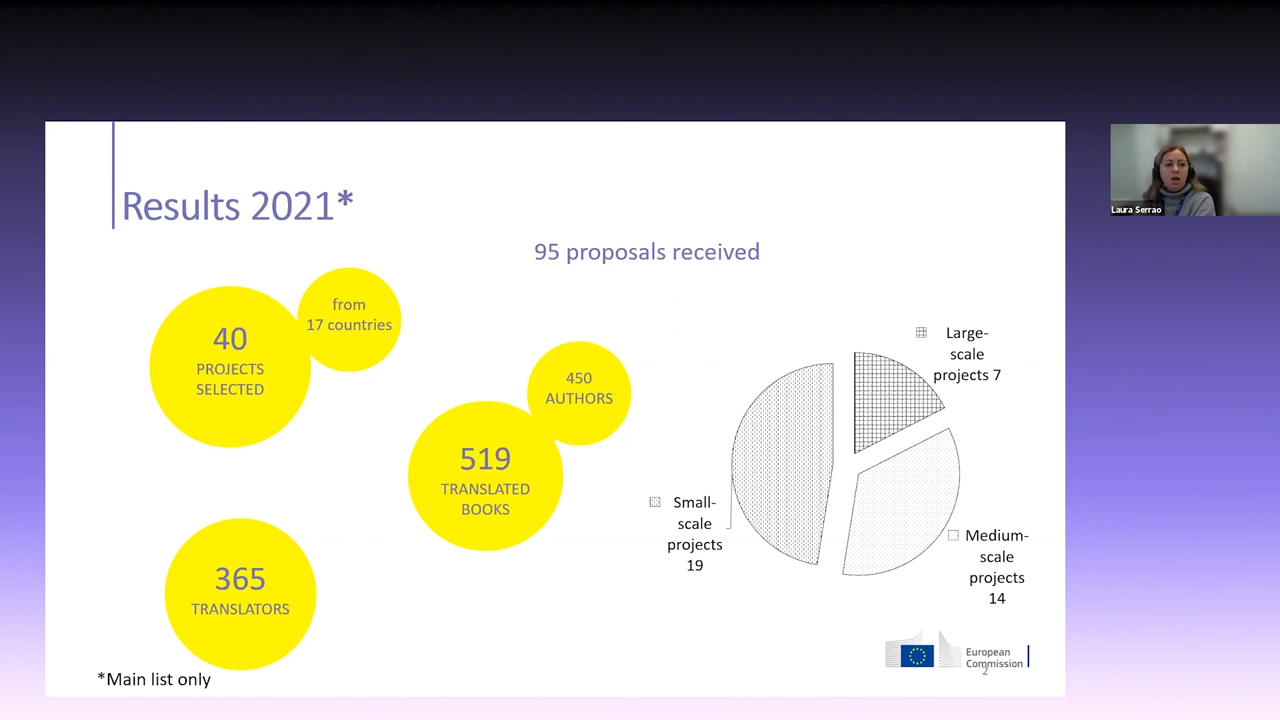 Results 2021*
95 proposals received
40
PROJECTS
SELECTED
from
17 countries
450
AUTHORS
519
TRANSLATED
BOOKS
365
TRANSLATORS
Large-
scale
projects 7
Small-
scale
projects
19
Medium-
scale
projects
14
*Main list only
European
Commission
2
Laura Serrao